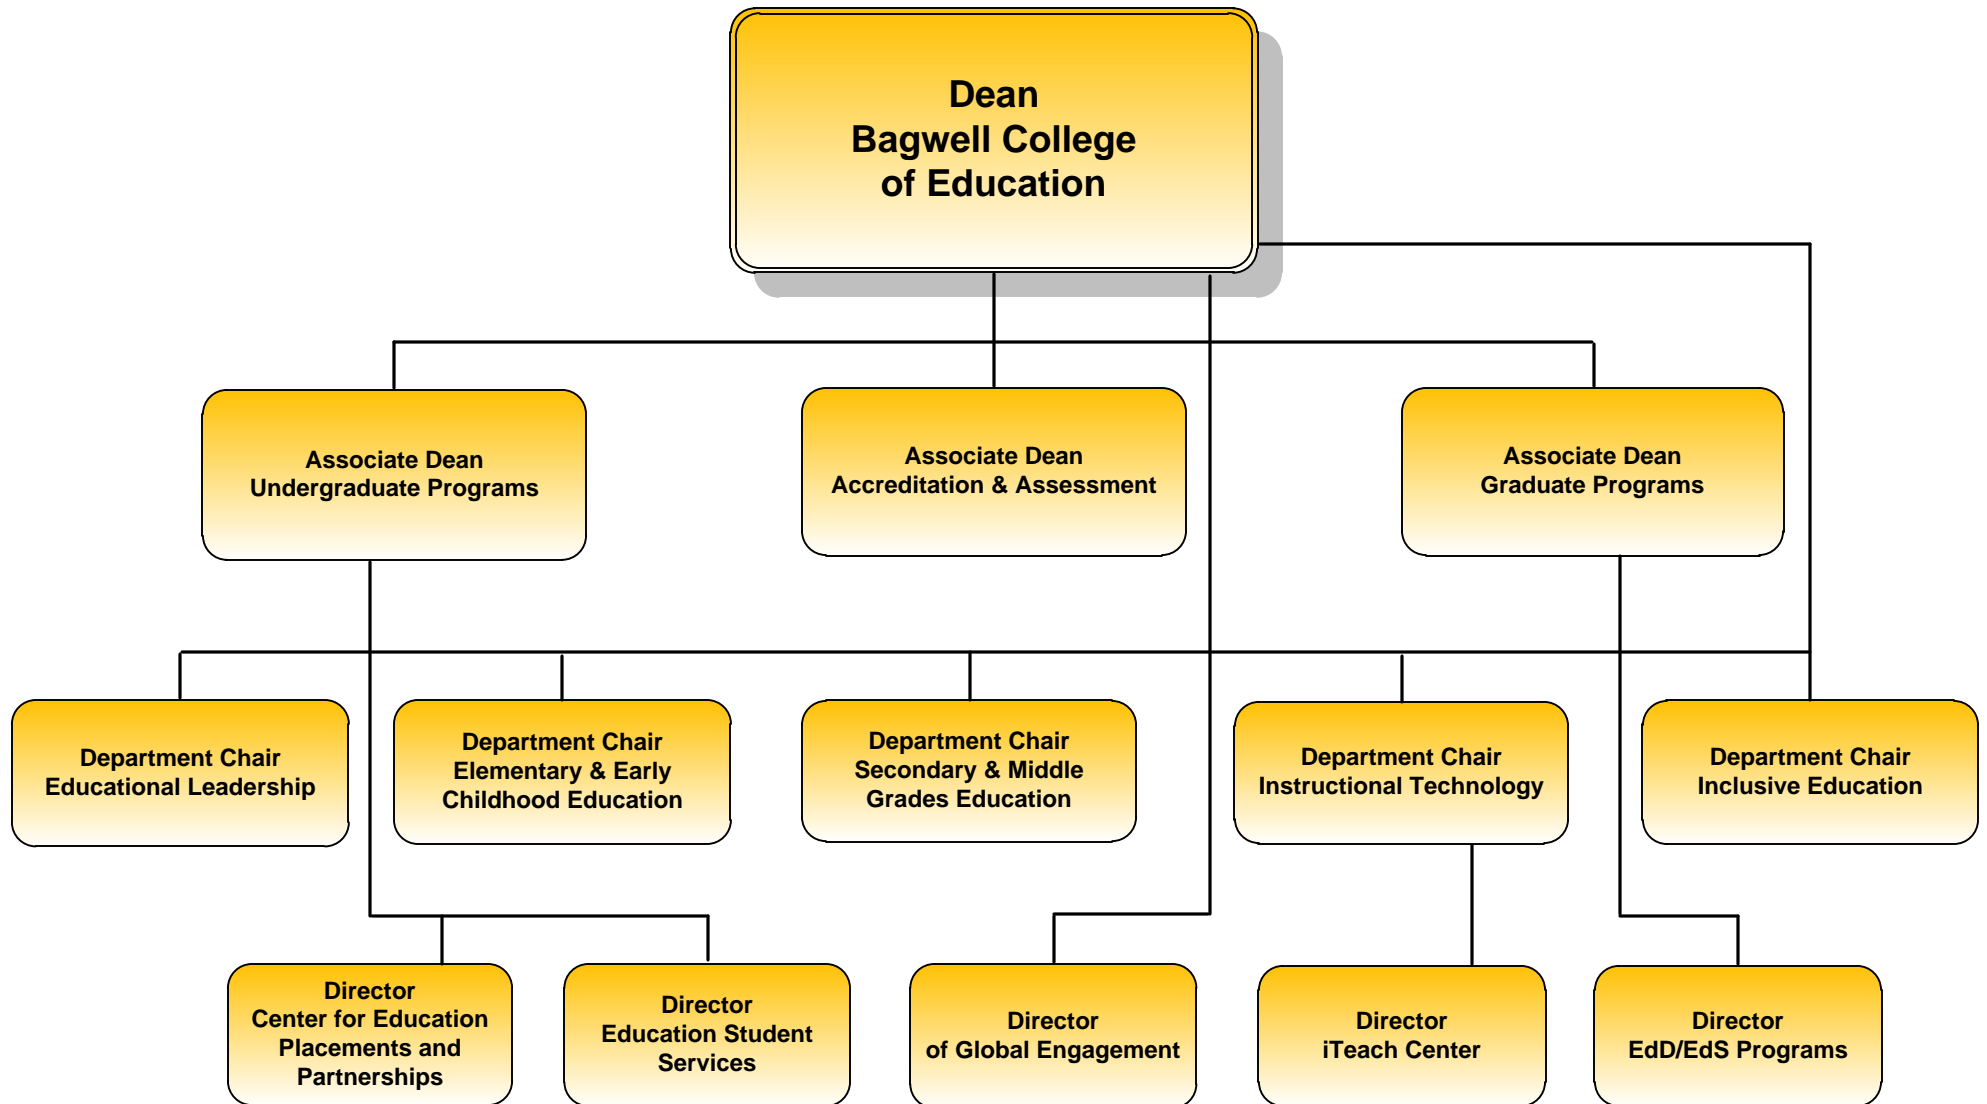 Dean
Bagwell College
of Education
Associate Dean
Undergraduate Programs
Associate Dean
Accreditation & Assessment
Associate Dean
Graduate Programs
Department Chair
Educational Leadership
Department Chair
Elementary & Early
Childhood Education
Department Chair
Secondary & Middle
Grades Education
Department Chair
Instructional Technology
Department Chair
Inclusive Education
Director
Center for Education
Placements and
Partnerships
Director
Education Student
Services
Director
of Global Engagement
Director
iTeach Center
Director
EdD/EdS Programs